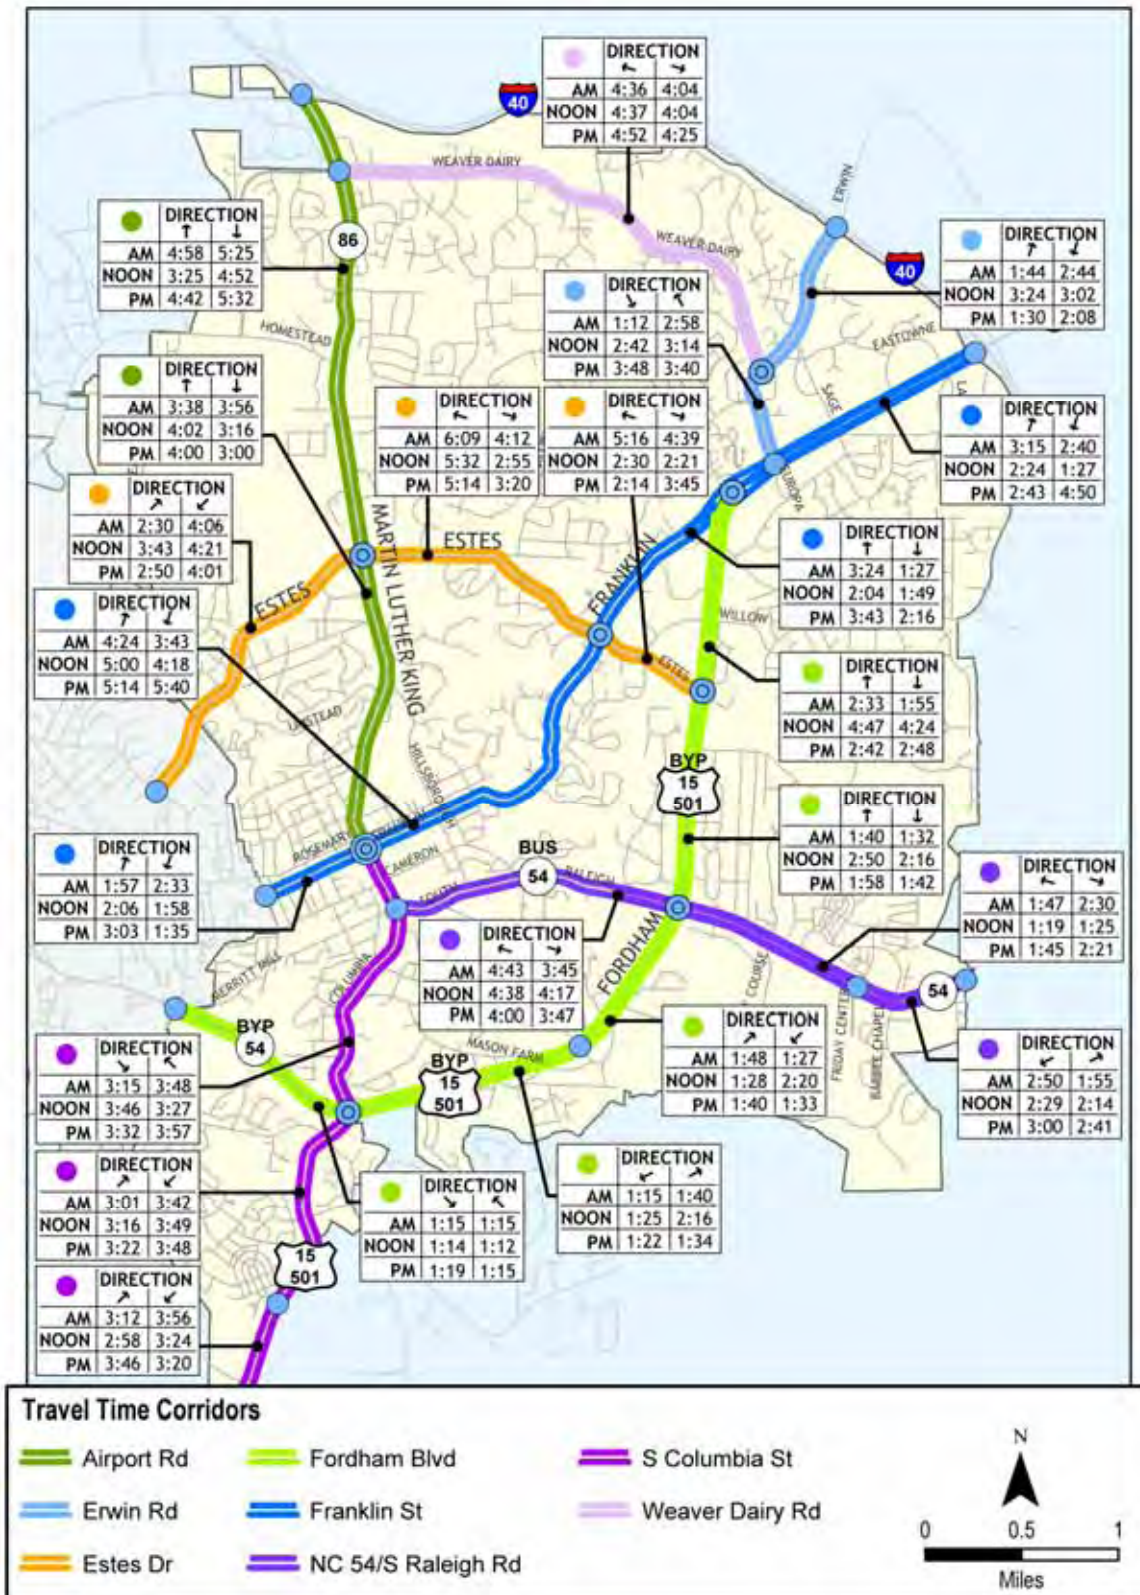 DIRECTION
AM 4:36 4:04
NOON 4:37 4:04
PM 4:52 4:25
40
WEAVER DAIRY
ERWIN
DIRECTION
AM 4:58 5:25
NOON 3:25 4:52
PM 4:42 5:32
86
WEAVER DAIRY
DIRECTION
AM 1:44 2:44
NOON 3:24 3:02
PM 1:30 2:08
40
DIRECTION
AM 1:12 2:58
NOON 2:42 3:14
PM 3:48 3:40
HOMESTEAD
EASTOWNE
DIRECTION
AM 3:38 3:56
NOON 4:02 3:16
PM 4:00 3:00
DIRECTION
AM 6:09 4:12
NOON 5:32 2:55
PM 5:14 3:20
DIRECTION
AM 5:16 4:39
NOON 2:30 2:21
PM 2:14 3:45
SAGE
LA
DIRECTION
AM 3:15 2:40
NOON 2:24 1:27
PM 2:43 4:50
EUROPA
DIRECTION
AM 2:30 4:06
NOON 3:43 4:21
PM 2:50 4:01
MARTIN LUTHER KING
ESTES
FRANKLIN
DIRECTION
AM 3:24 1:27
NOON 2:04 1:49
PM 3:43 2:16
ESTES
DIRECTION
AM 4:24 3:43
NOON 5:00 4:18
PM 5:14 5:40
WILLOW
ESTES
DIRECTION
AM 2:33 1:55
NOON 4:47 4:24
PM 2:42 2:48
HILLSBOROUGH
BYP
15
501
DIRECTION
AM 1:40 1:32
NOON 2:50 2:16
PM 1:58 1:42
ROSEMARY
FRANKLIN
CAMERON
DIRECTION
AM 1:57 2:33
NOON 2:06 1:58
PM 3:03 1:35
BUS
54
RALEIGH
SOUTH
DIRECTION
AM 1:47 2:30
NOON 1:19 1:25
PM 1:45 2:21
DIRECTION
AM 4:43 3:45
NOON 4:38 4:17
PM 4:00 3:47
FORDHAM
MERRITT MILL
COLUMBIA
COURSE
FRIDAY CENTE
BARBEE CHAPEL
54
BYP
54
MASON FARM
DIRECTION
AM 1:48 1:27
NOON 1:28 2:20
PM 1:40 1:33
DIRECTION
AM 2:50 1:55
NOON 2:29 2:14
PM 3:00 2:41
DIRECTION
AM 3:15 3:48
NOON 3:46 3:27
PM 3:32 3:57
BYP
15
501
DIRECTION
AM 3:01 3:42
NOON 3:16 3:49
PM 3:22 3:48
DIRECTION
AM 1:15 1:15
NOON 1:14 1:12
PM 1:19 1:15
DIRECTION
AM 1:15 1:40
NOON 1:25 2:16
PM 1:22 1:34
15
501
DIRECTION
AM 3:12 3:56
NOON 2:58 3:24
PM 3:46 3:20
Travel Time Corridors
Airport Rd
Fordham Blvd
S Columbia St
Erwin Rd
Franklin St
Weaver Dairy Rd
Estes Dr
NC 54/S Raleigh Rd
N
0 0.5 1
Miles